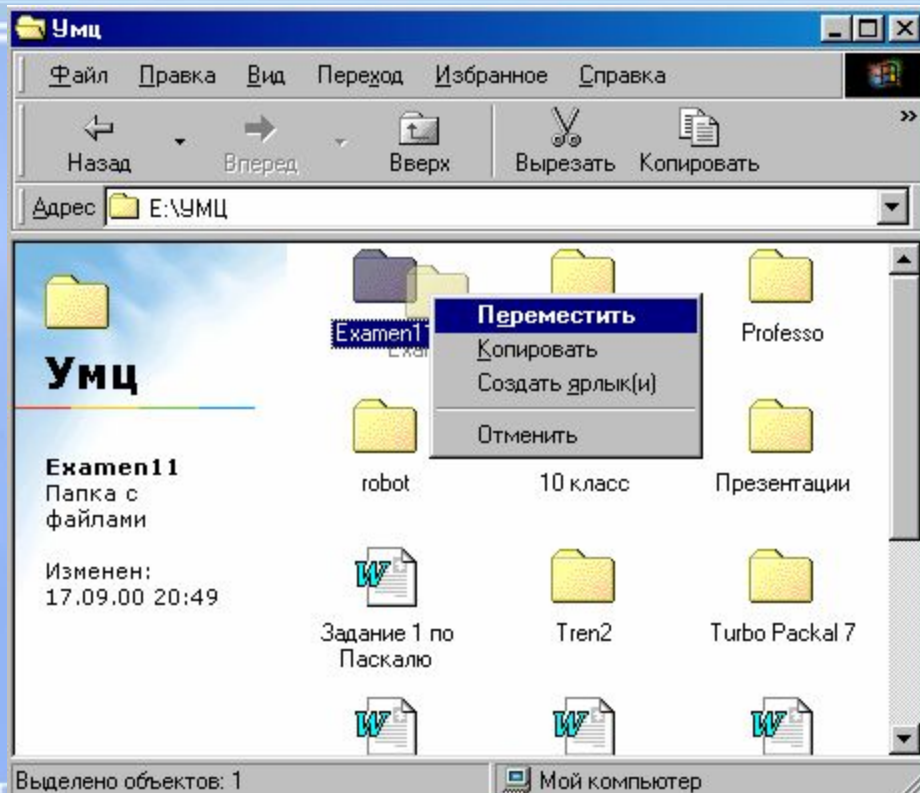 Умц
Файл Правка Вид Переход Избранное Справка
Назад Вперед Вверх Вырезать Копировать
»
Адрес E:\УМЦ
Умц
Examen11
Папка с
файлами
Изменен:
17.09.00 20:49
Examen11
Professo
Переместить
Копировать
Создать ярлык(и)
Отменить
robot
10 класс
Презентации
Задание 1 по
Паскалю
Tren2
Turbo Packal 7
Выделено объектов: 1
Мой компьютер